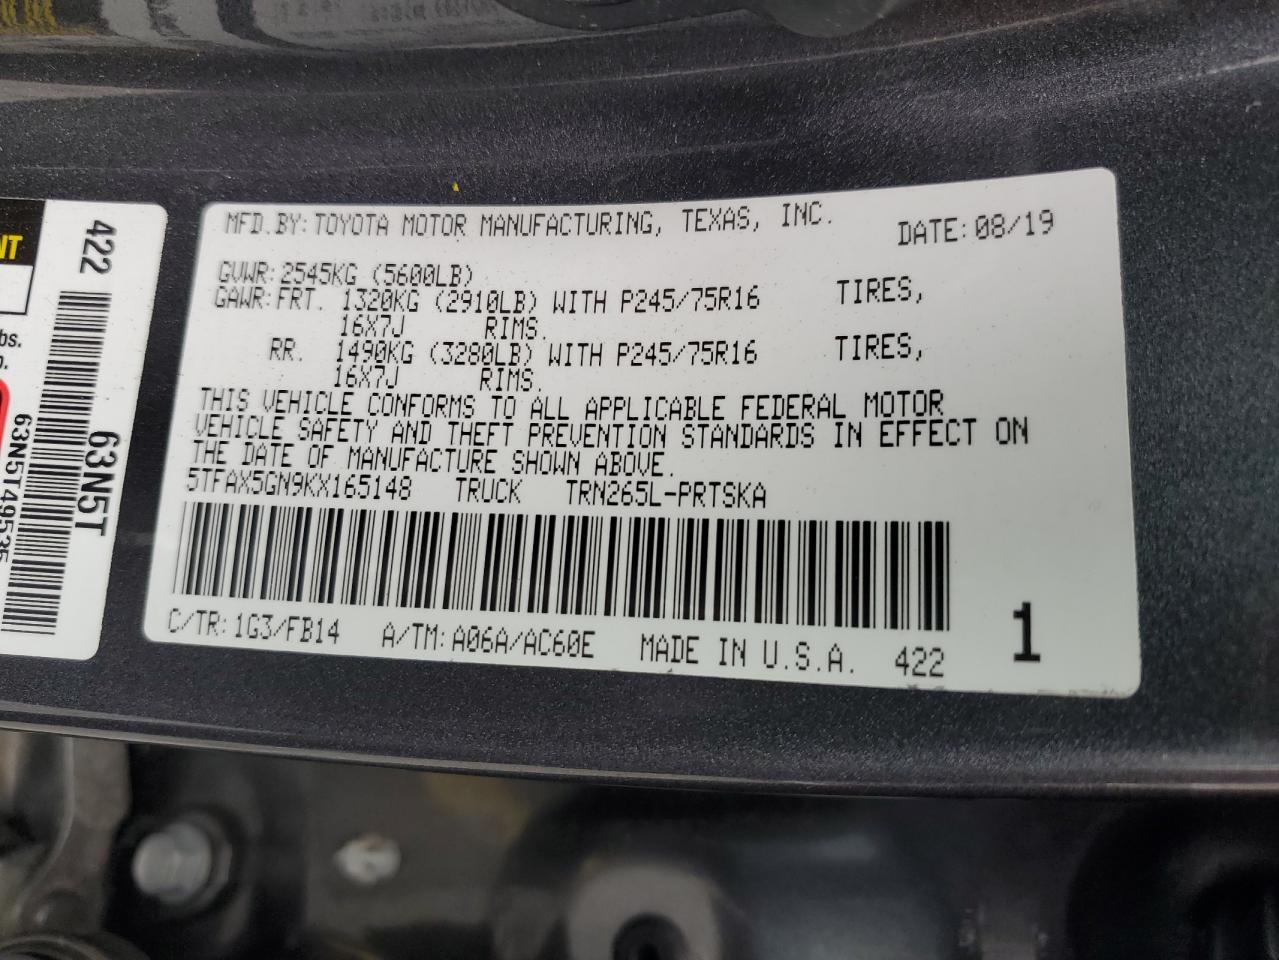 MFD.BY:TOYOTA MOTOR MANUFACTURING, TEXAS, INC. DATE:08/19
GVWR:2545KG (5600LB)
GAWR:FRT. 1320KG (2910LB) WITH P245/75R16 TIRES,
16X7J RIMS
RR. 1490KG (3280LB) WITH P245/75R16 TIRES,
16X7J RIMS.
THIS VEHICLE CONFORMS TO ALL APPLICABLE FEDERAL MOTOR
VEHICLE SAFETY AND THEFT PREVENTION STANDARDS IN EFFECT ON
THE DATE OF MANUFACTURE SHOWN ABOVE.
5TFAX5GN9KX165148 TRUCK TRN265L-PRTSKA
C/TR:1G3/FB14 A/TM:A06A/AC60E MADE IN U.S.A. 422 1
422
63N5T
63N5T49535
NT
bs.